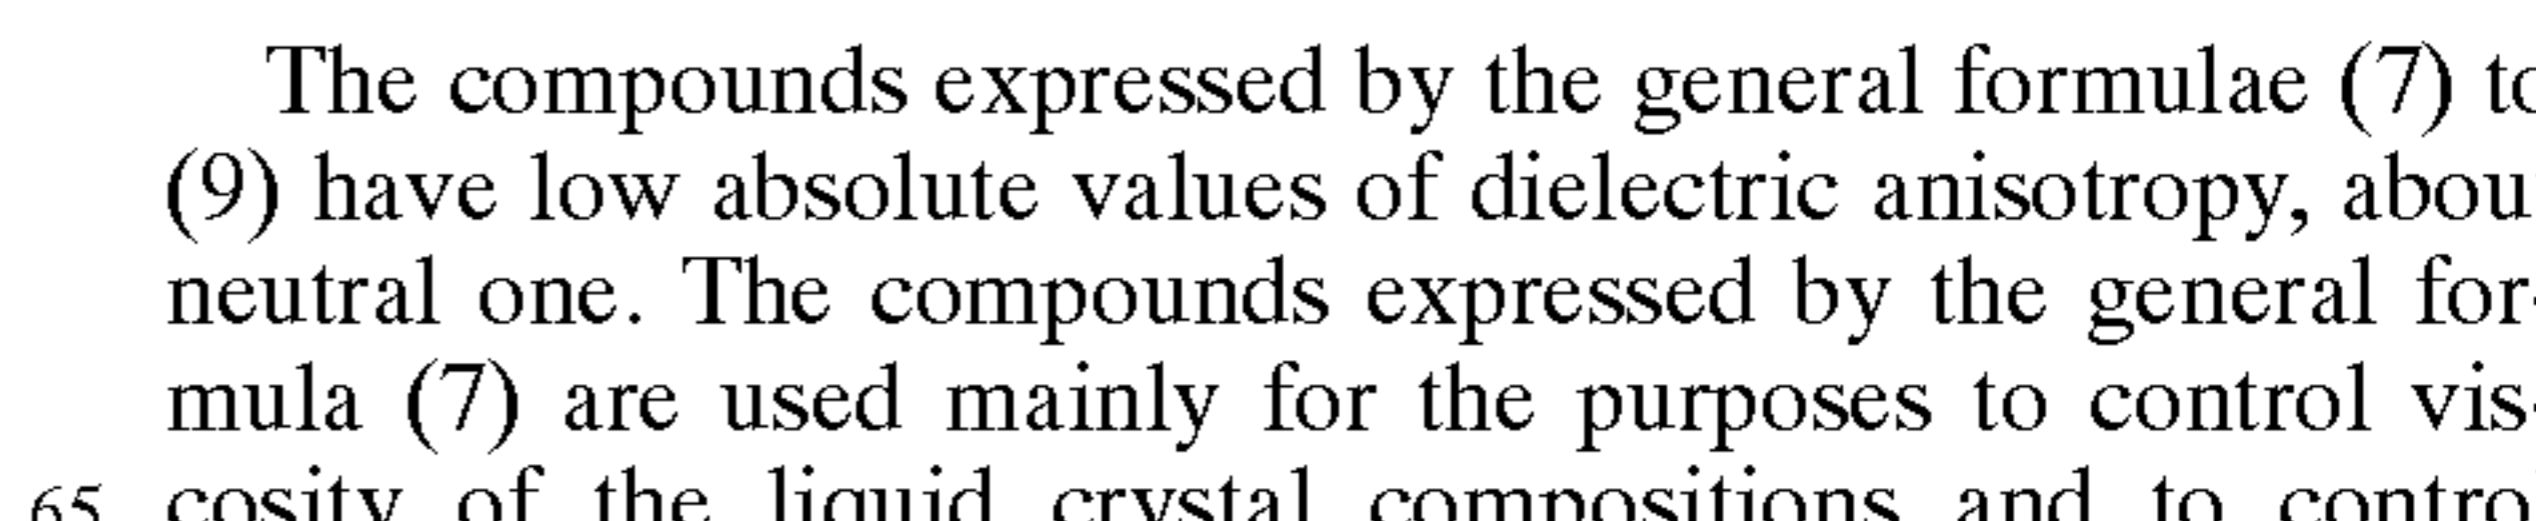 The compounds expressed by the general formulae (7) to
(9) have low absolute values of dielectric anisotropy, abou
neutral one. The compounds expressed by the general for-
mula (7) are used mainly for the purposes to control vis-
65 cosity of the liquid crystal compositions and to contro